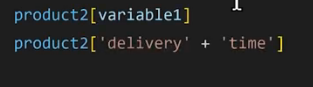 product2[variable1]
product2['delivery' + 'time']